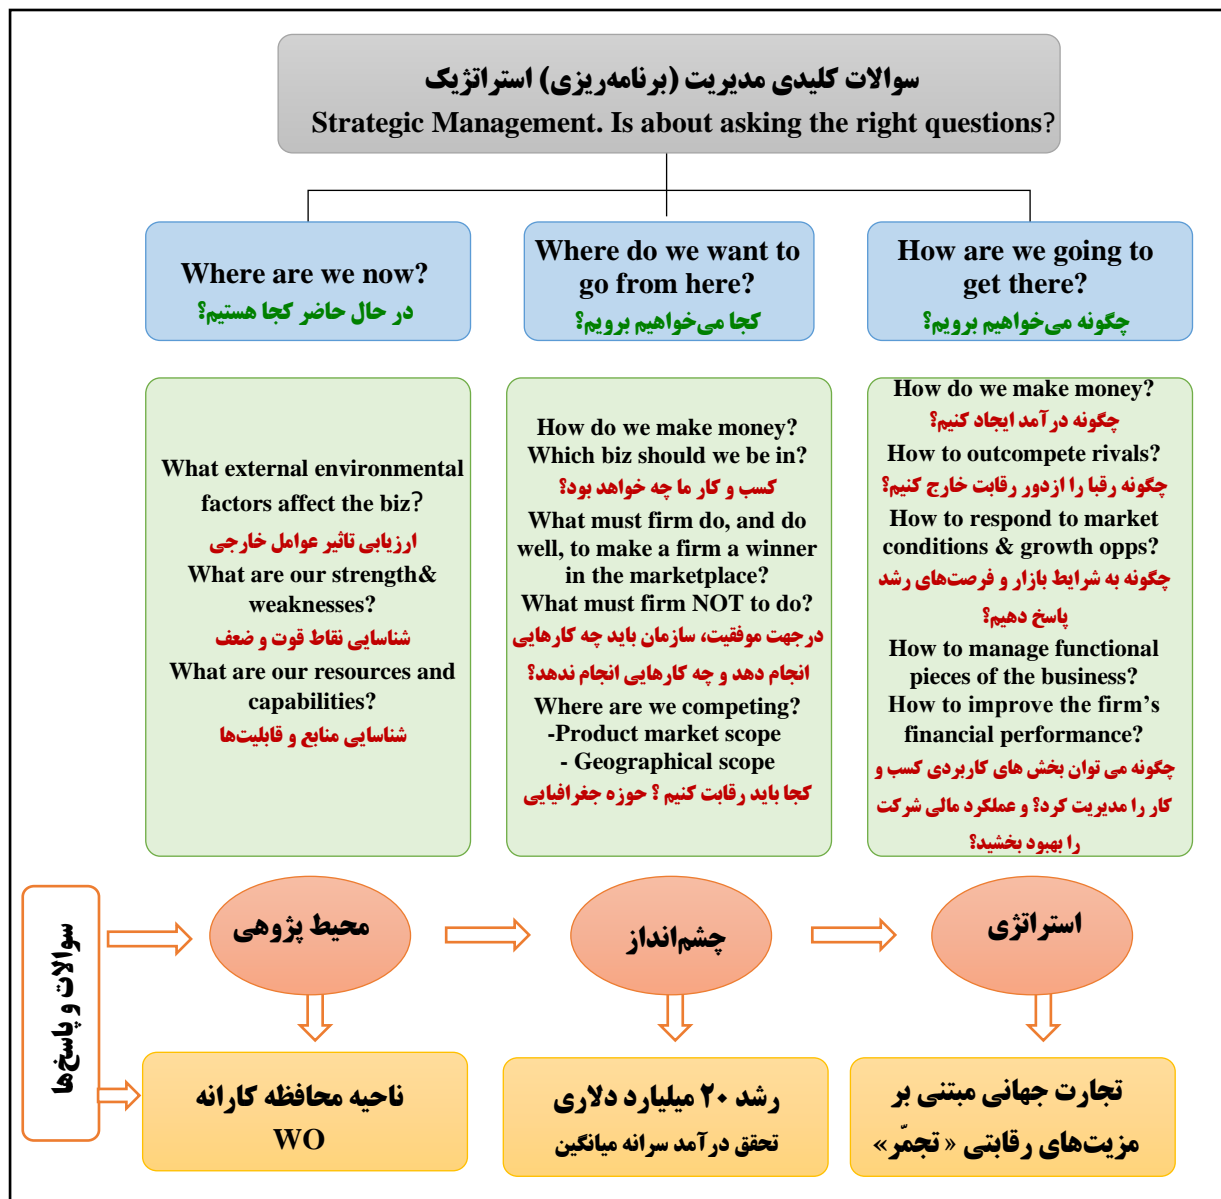 سوالات کلیدی مدیریت (برنامه‌ریزی) استراتژیک
Strategic Management. Is about asking the right questions?
Where are we now?
در حال حاضر کجا هستیم؟
Where do we want to
go from here?
کجا می‌خواهیم برویم؟
How are we going to
get there?
چگونه می‌خواهیم برویم؟
What external environmental
factors affect the biz?
ارزیابی تاثیر عوامل خارجی
What are our strength&
weaknesses?
شناسایی نقاط قوت و ضعف
What are our resources and
capabilities?
شناسایی منابع و قابلیت‌ها
How do we make money?
Which biz should we be in?
کسب و کار ما چه خواهد بود؟
What must firm do, and do
well, to make a firm a winner
in the marketplace?
What must firm NOT to do?
درجهت موفقیت، سازمان باید چه کارهایی
انجام دهد و چه کارهایی انجام ندهد؟
Where are we competing?
-Product market scope
- Geographical scope
کجا باید رقابت کنیم ؟ حوزه جغرافیایی
How do we make money?
چگونه درآمد ایجاد کنیم؟
How to outcompete rivals?
چگونه رقبا را ازدور رقابت خارج کنیم؟
How to respond to market
conditions & growth opps?
چگونه به شرایط بازار و فرصت‌های رشد
پاسخ دهیم؟
How to manage functional
pieces of the business?
How to improve the firm's
financial performance?
چگونه می توان بخش های کاربردی کسب و
کار را مدیریت کرد؟ و عملکرد مالی شرکت
را بهبود بخشید؟
سوالات و پاسخ‌ها
محیط پژوهی
چشم‌انداز
استراتژی
ناحیه محافظه کارانه
WO
رشد ۲۰ میلیارد دلاری
تحقق درآمد سرانه میانگین
تجارت جهانی مبتنی بر
مزیت‌های رقابتی « تجمّر»